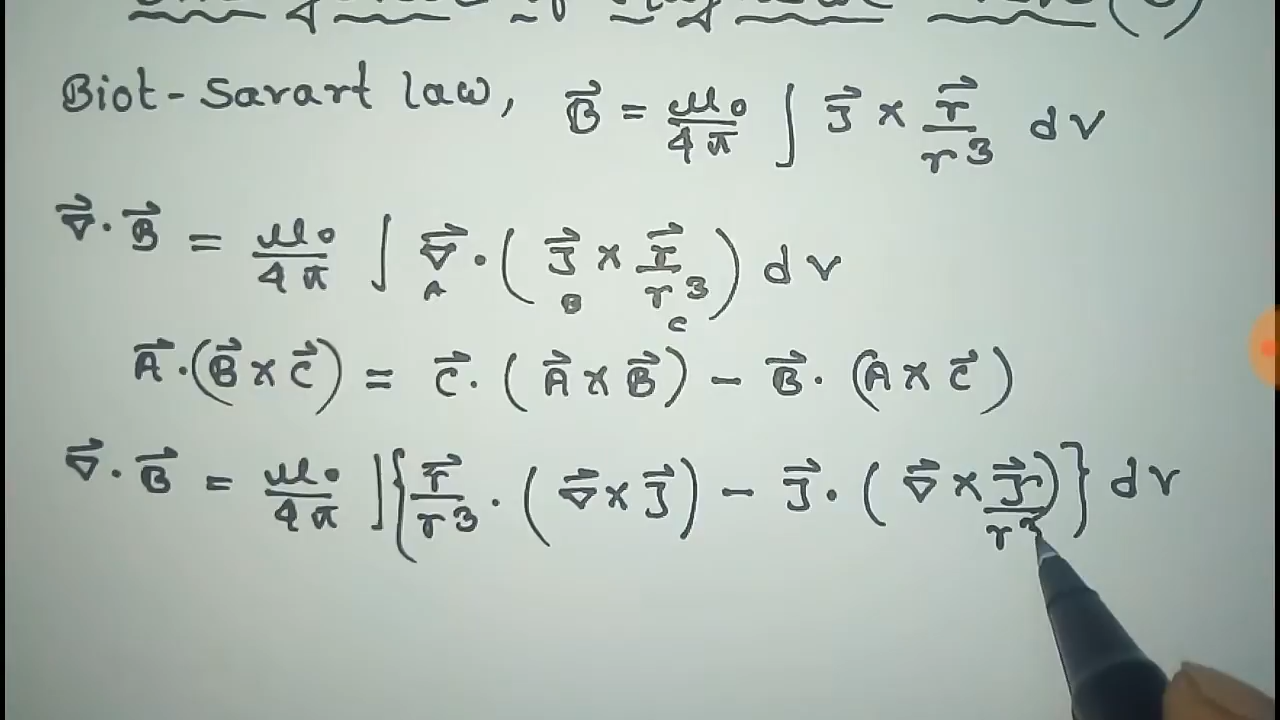 Biot-Savart law, B⃗ = μ₀/4π ∫ J⃗ × r⃗/r³ dv
∇⃗·B⃗ = μ₀/4π ∫ ∇⃗·(J⃗ × r⃗/r³) dv
A B C
A⃗·(B⃗×C⃗) = C⃗·(A⃗×B⃗) - B⃗·(A×C⃗)
∇⃗·B⃗ = μ₀/4π ∫{r⃗/r³·(∇⃗×J⃗) - J⃗·(∇⃗×r⃗/r³)} dv